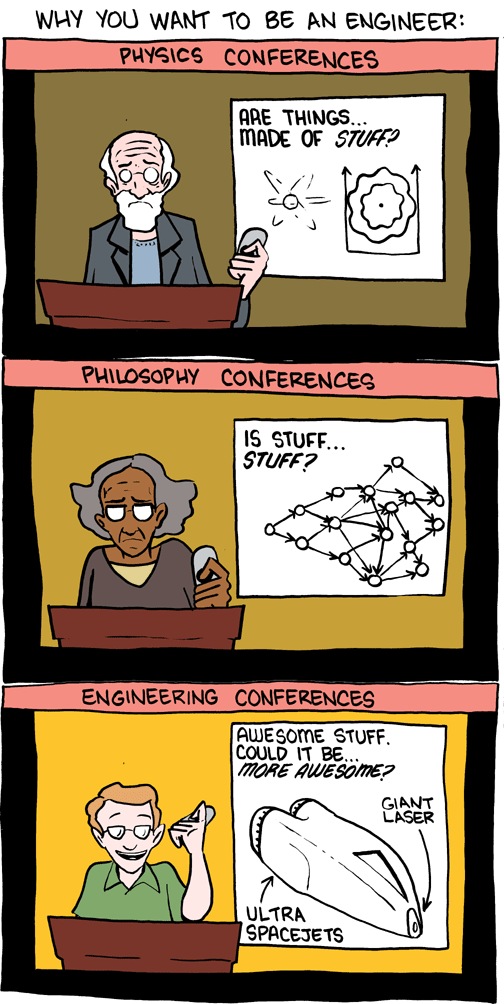 WHY YOU WANT TO BE AN ENGINEER:
PHYSICS CONFERENCES
ARE THINGS...
MADE OF STUFF?
PHILOSOPHY CONFERENCES
IS STUFF...
STUFF?
ENGINEERING CONFERENCES
AWESOME STUFF.
COULD IT BE...
MORE AWESOME?
GIANT
LASER
ULTRA
SPACEJETS